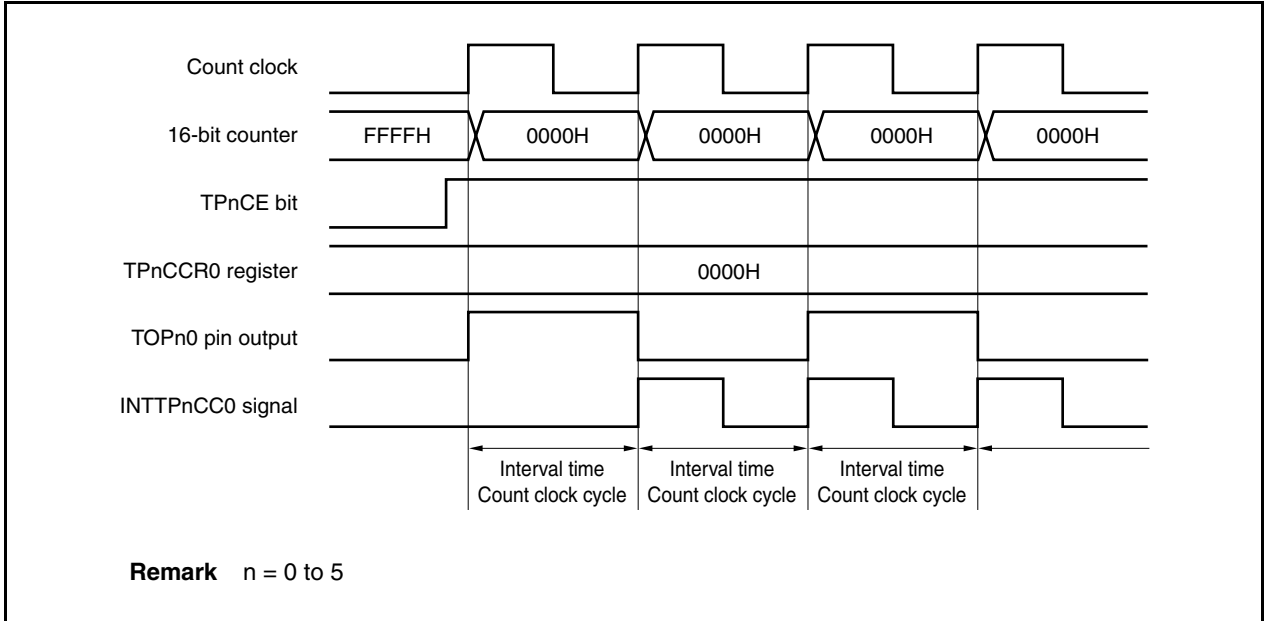 Count clock
16-bit counter FFFFH 0000H 0000H 0000H 0000H
TPnCE bit
TPnCCR0 register 0000H
TOPn0 pin output
INTTPnCC0 signal
Interval time Interval time Interval time
Count clock cycle Count clock cycle Count clock cycle
Remark n = 0 to 5